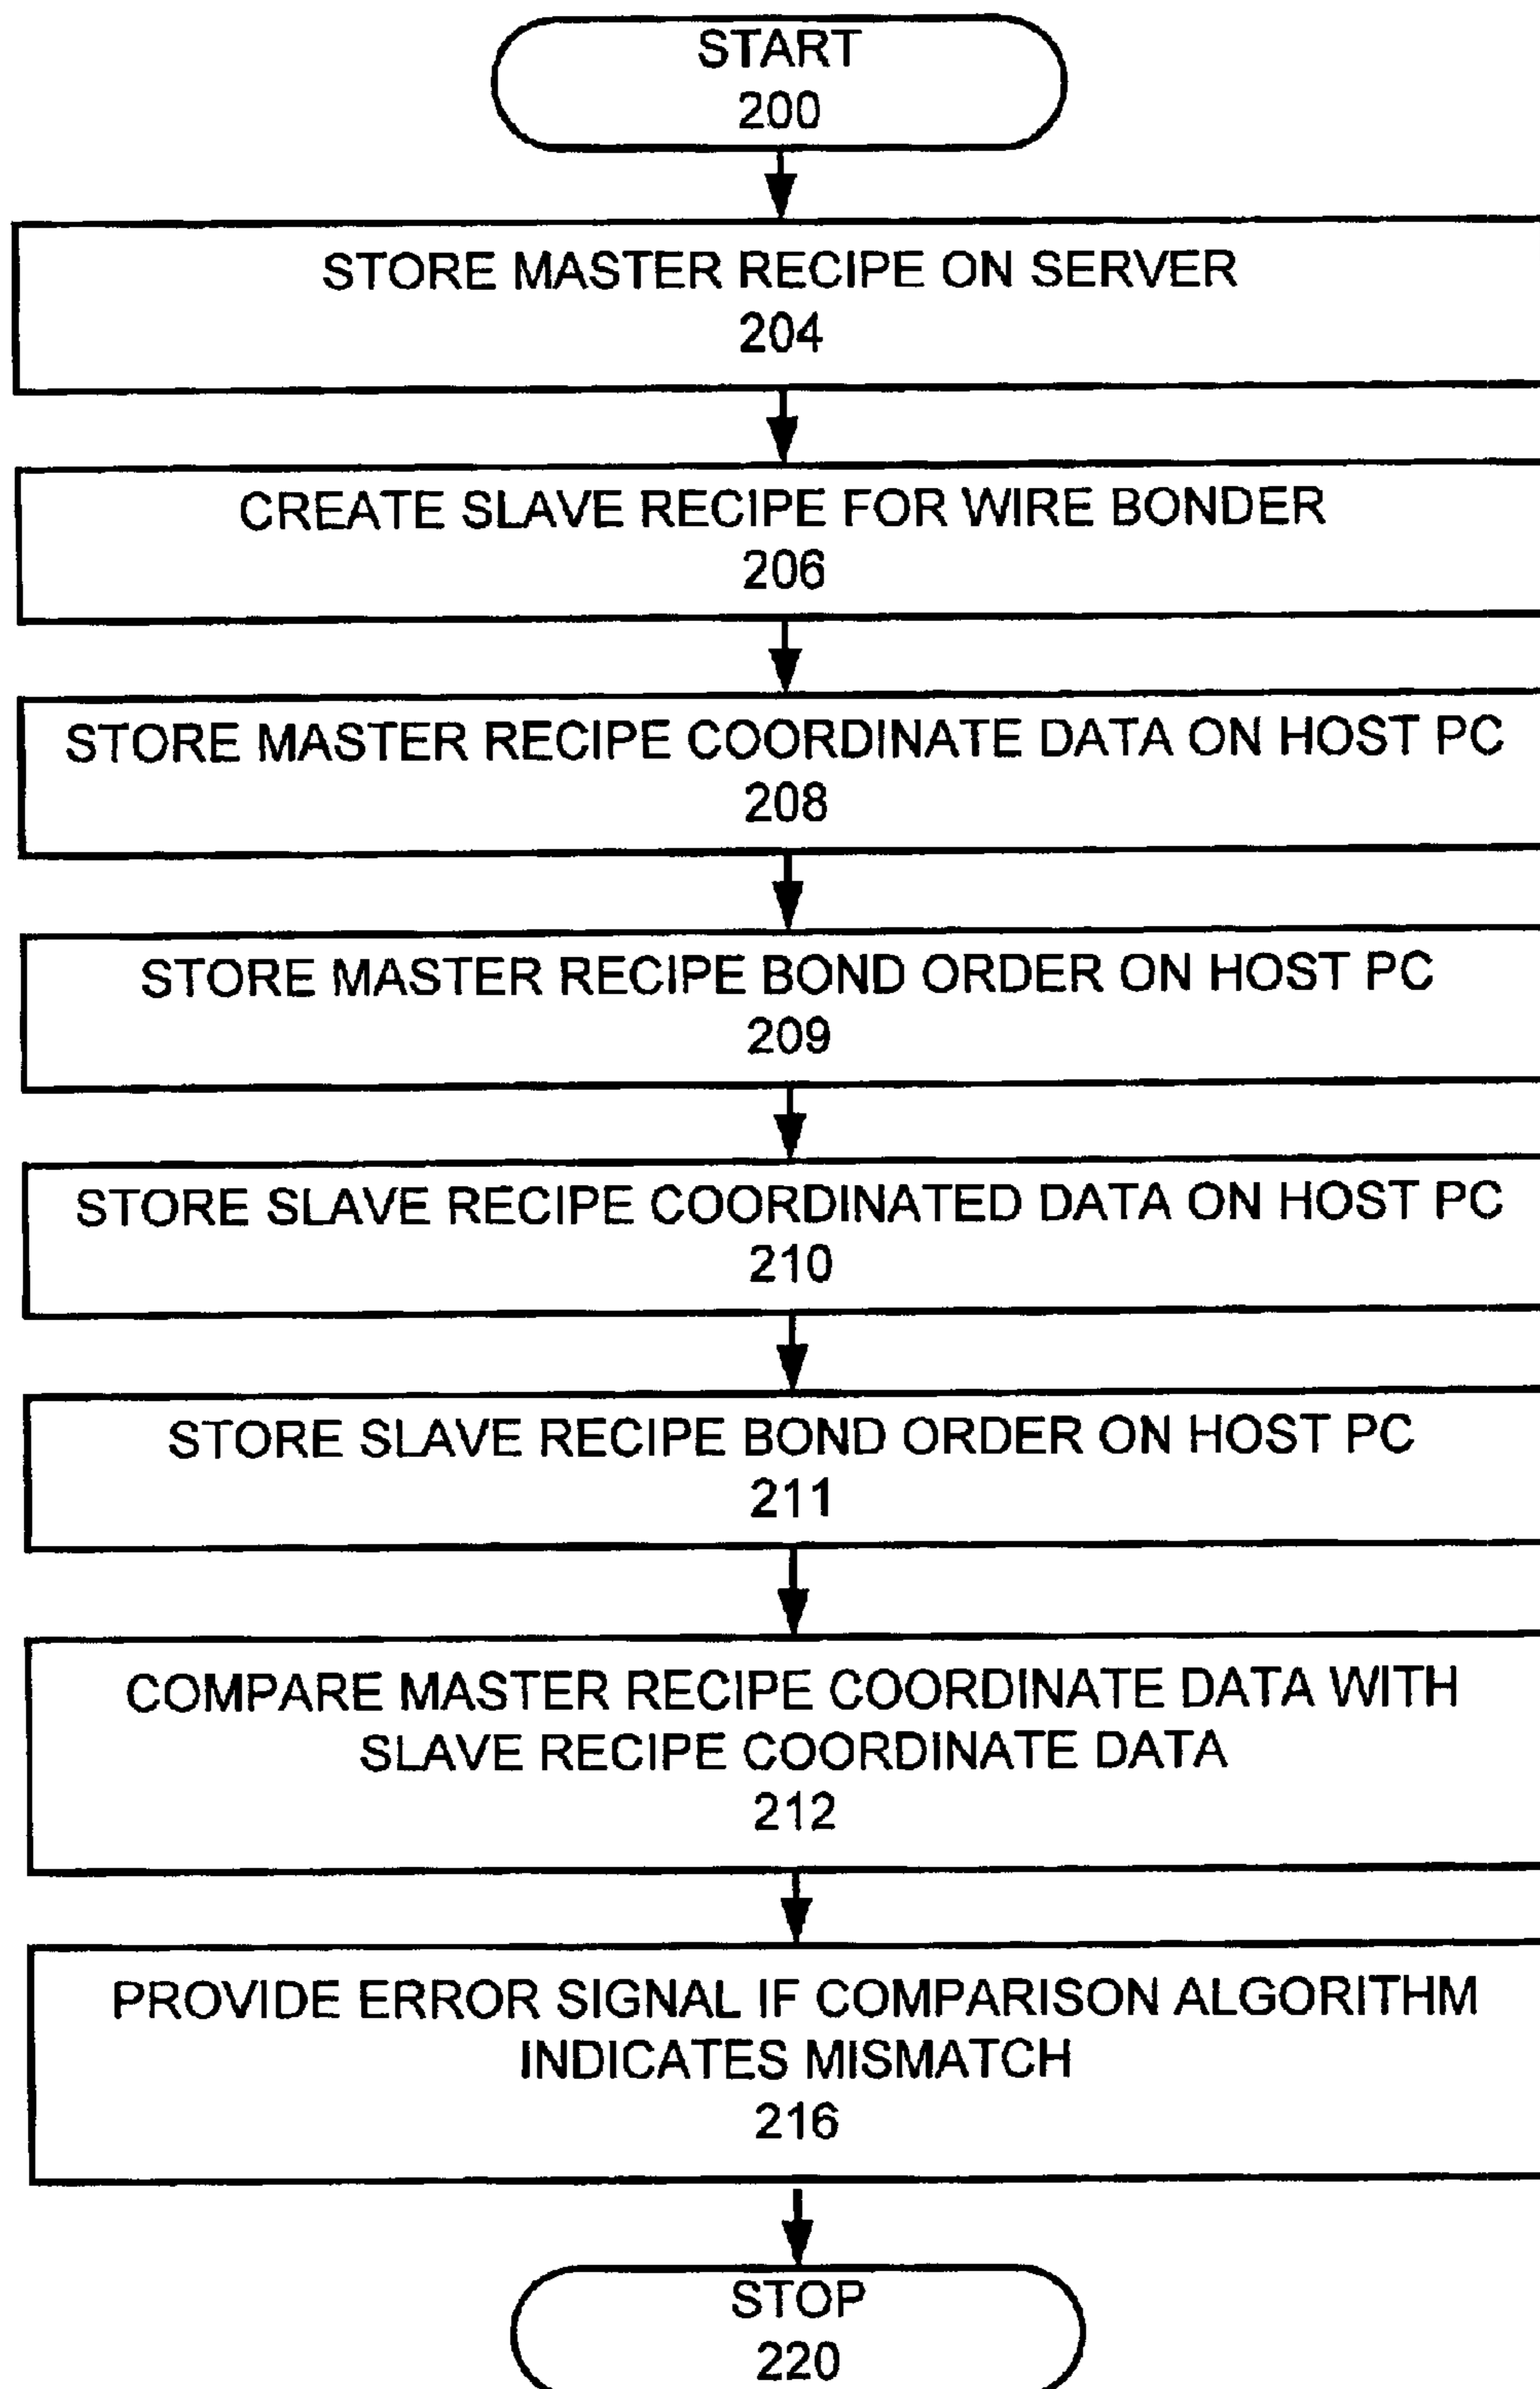 START
200
STORE MASTER RECIPE ON SERVER
204
CREATE SLAVE RECIPE FOR WIRE BONDER
206
STORE MASTER RECIPE COORDINATE DATA ON HOST PC
208
STORE MASTER RECIPE BOND ORDER ON HOST PC
209
STORE SLAVE RECIPE COORDINATED DATA ON HOST PC
210
STORE SLAVE RECIPE BOND ORDER ON HOST PC
211
COMPARE MASTER RECIPE COORDINATE DATA WITH
SLAVE RECIPE COORDINATE DATA
212
PROVIDE ERROR SIGNAL IF COMPARISON ALGORITHM
INDICATES MISMATCH
216
STOP
220